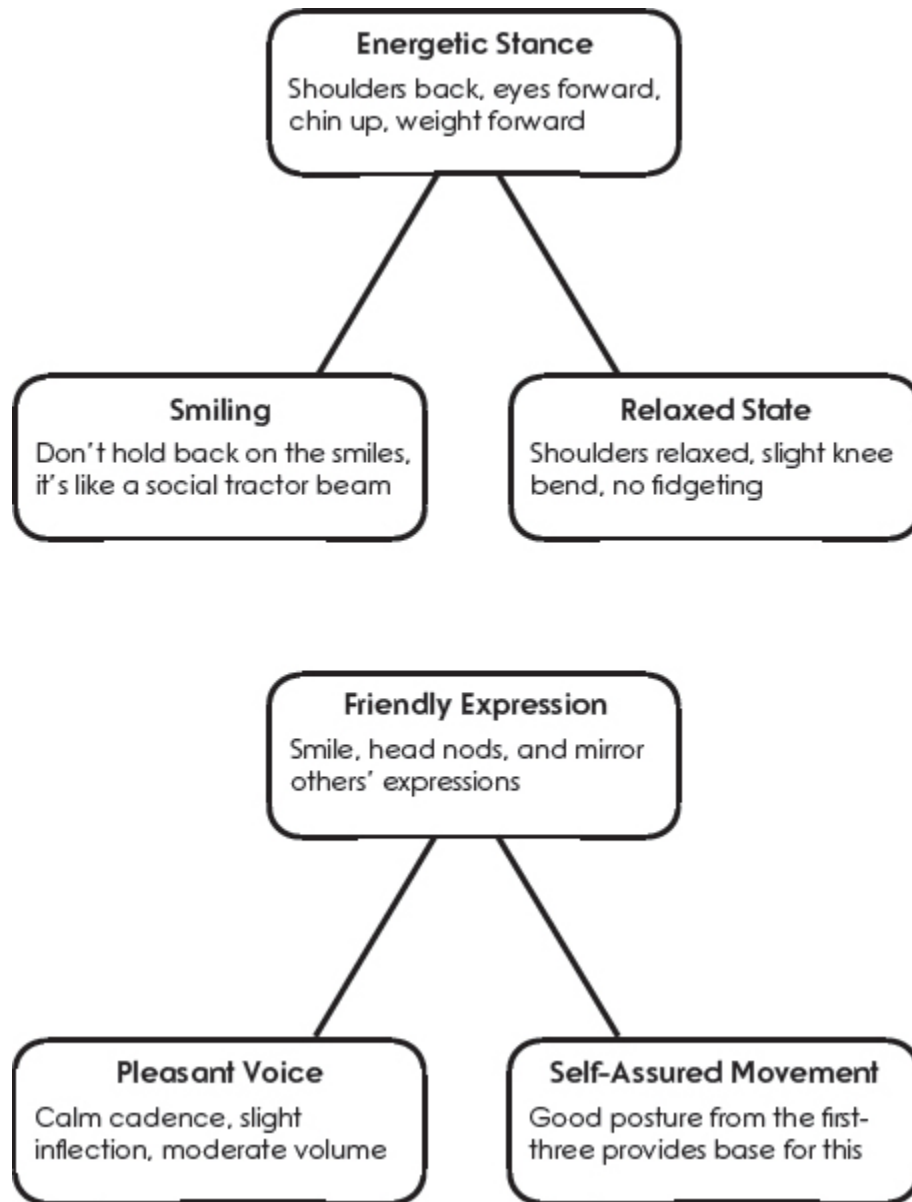 Energetic Stance
Shoulders back, eyes forward,
chin up, weight forward
Smiling
Don't hold back on the smiles,
it's like a social tractor beam
Relaxed State
Shoulders relaxed, slight knee
bend, no fidgeting
Friendly Expression
Smile, head nods, and mirror
others' expressions
Pleasant Voice
Calm cadence, slight
inflection, moderate volume
Self-Assured Movement
Good posture from the first-
three provides base for this